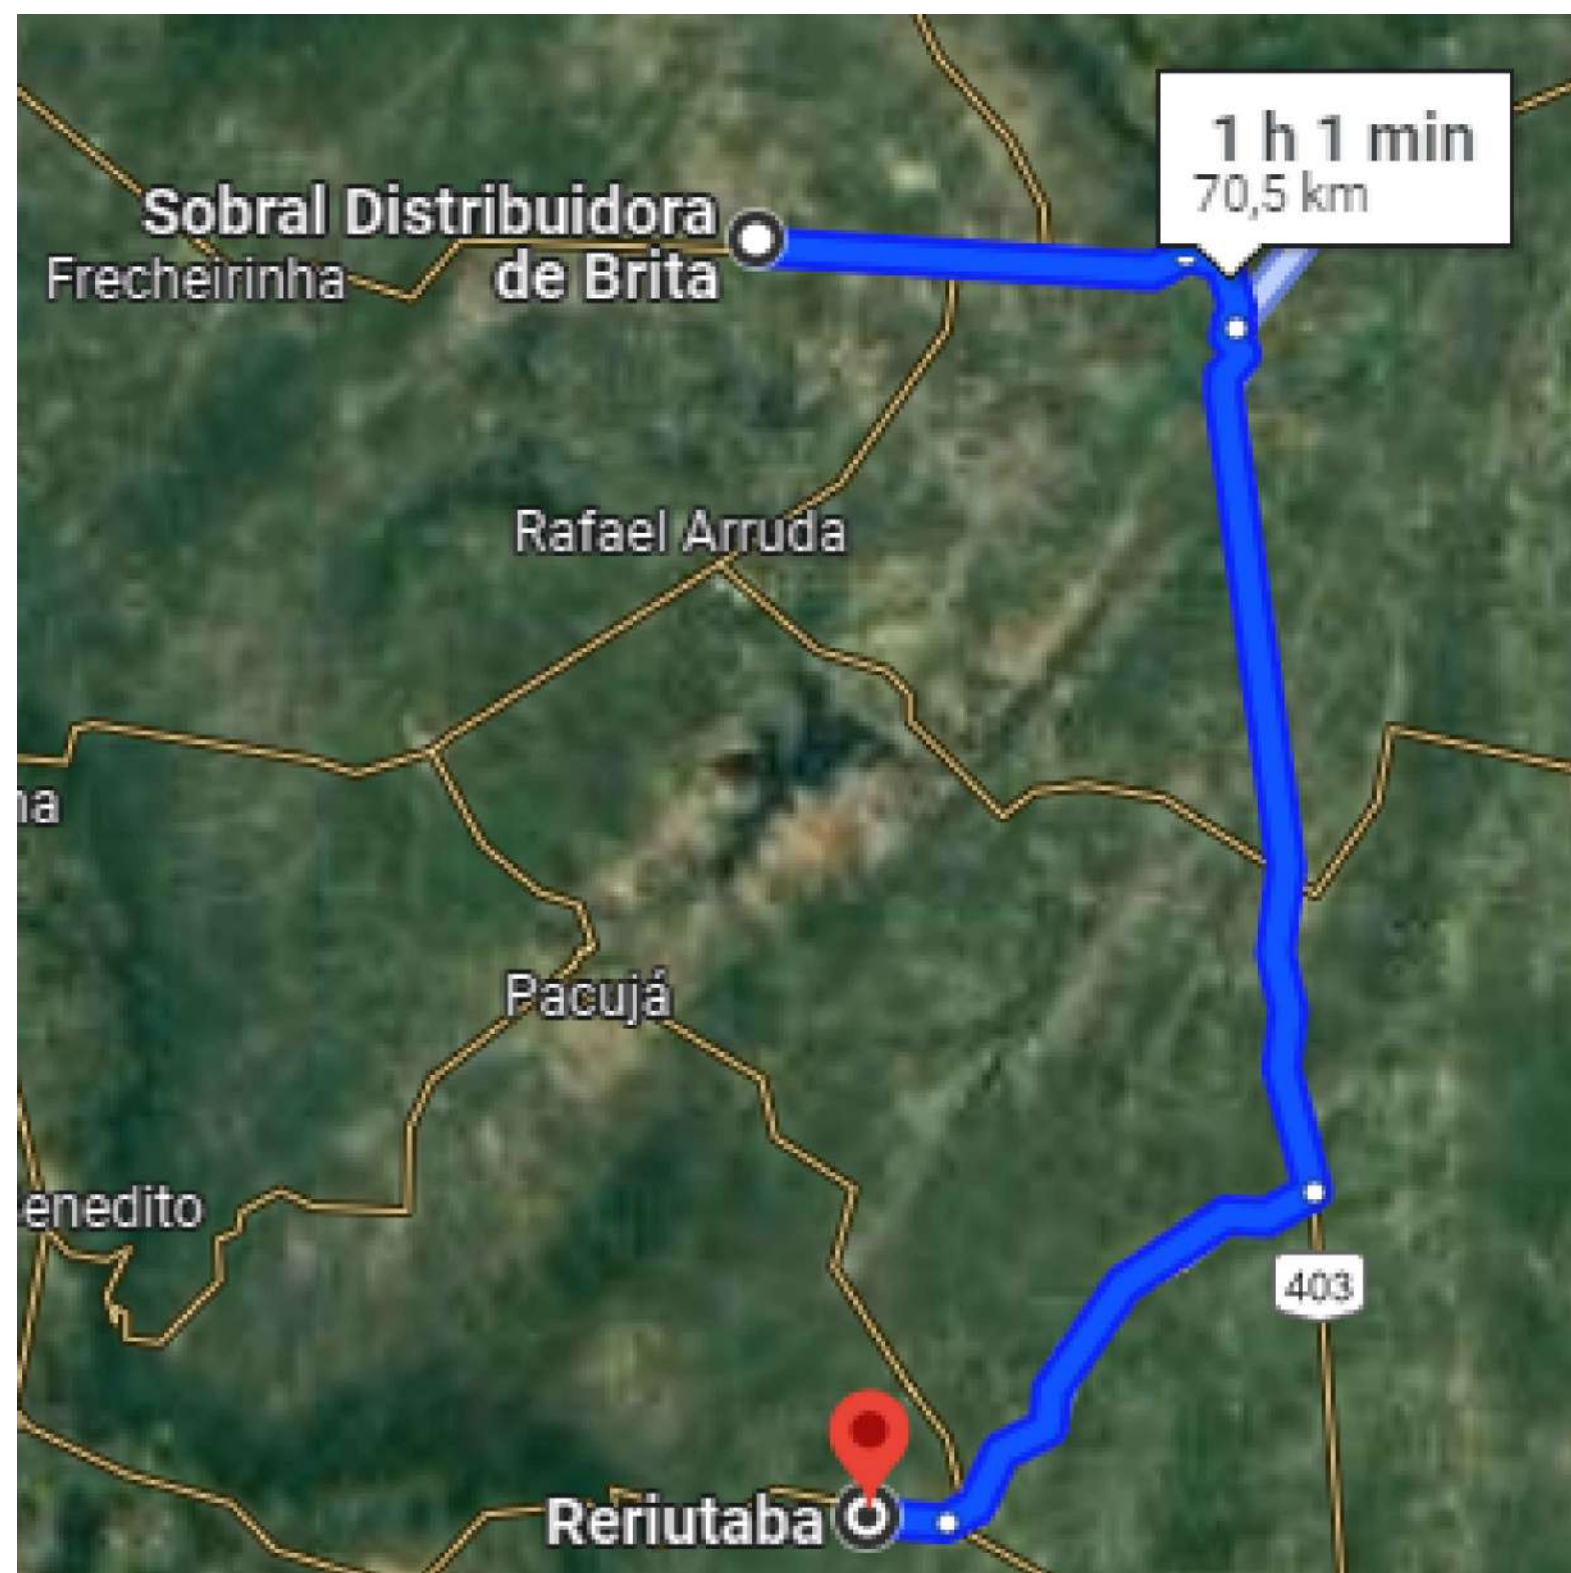 1 h 1 min
70,5 km
Sobral Distribuidora
de Brita
Frecheirinha
Rafael Arruda
na
Pacujá
enedito
403
Reriutaba